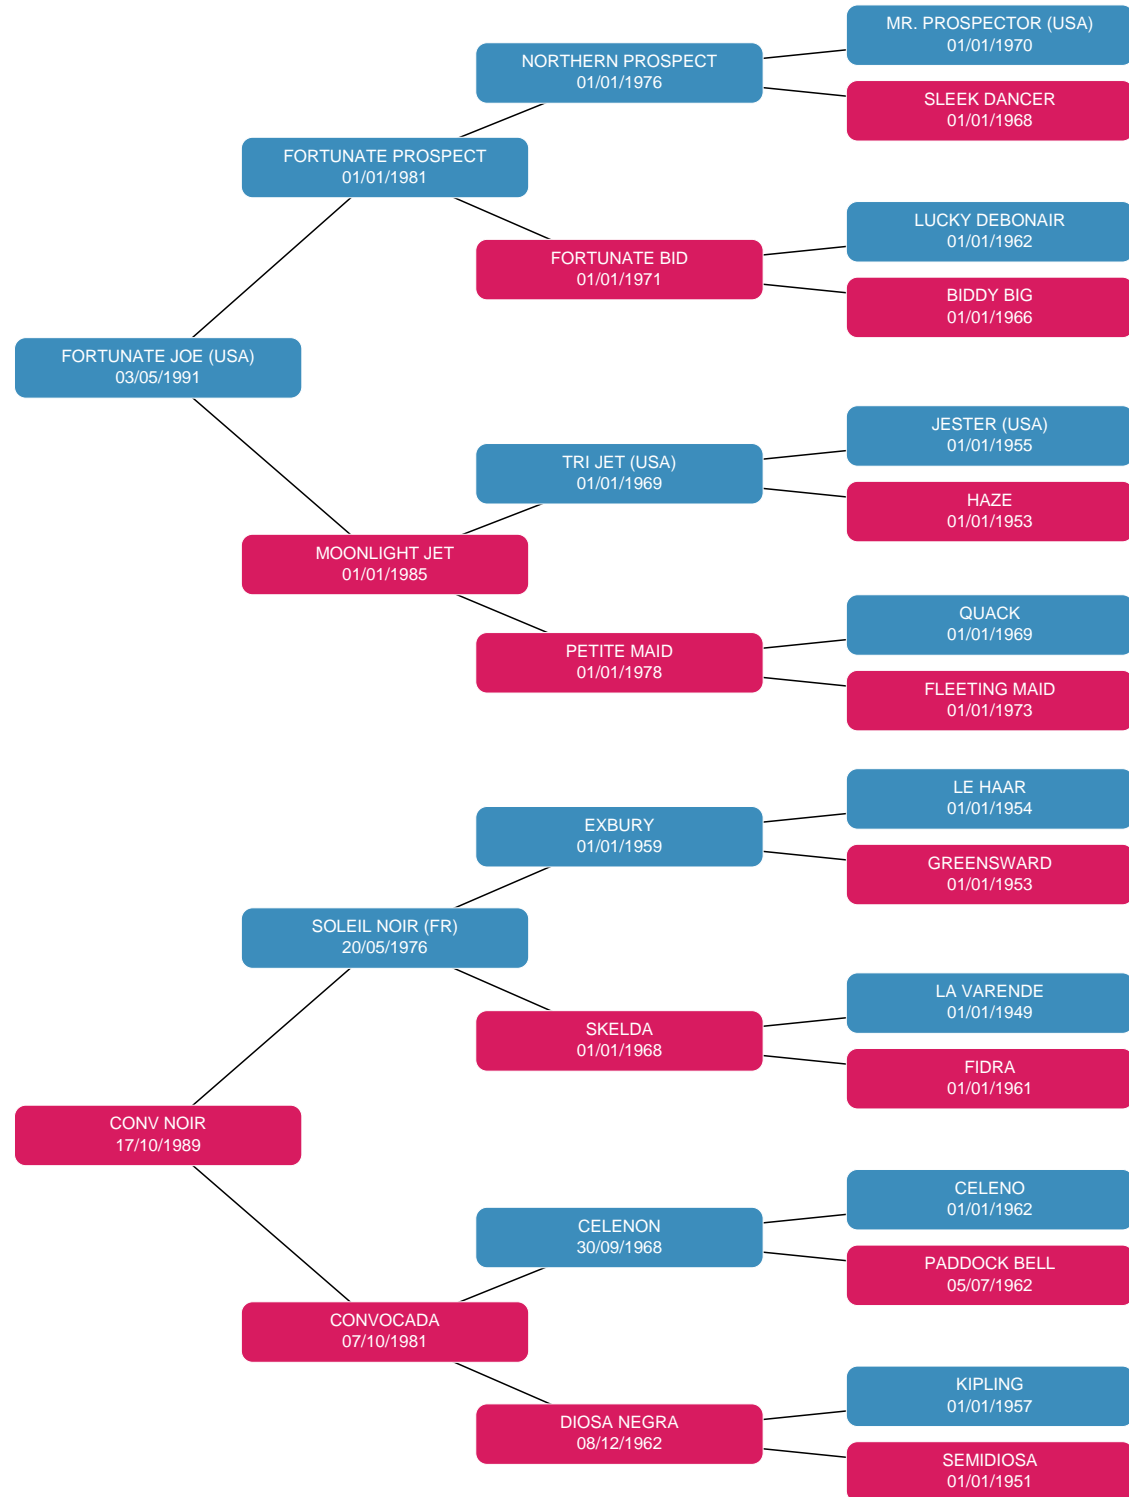 MR. PROSPECTOR (USA)
01/01/1970
NORTHERN PROSPECT
01/01/1976
SLEEK DANCER
01/01/1968
FORTUNATE PROSPECT
01/01/1981
LUCKY DEBONAIR
01/01/1962
FORTUNATE BID
01/01/1971
BIDDY BIG
01/01/1966
FORTUNATE JOE (USA)
03/05/1991
JESTER (USA)
01/01/1955
TRI JET (USA)
01/01/1969
HAZE
01/01/1953
MOONLIGHT JET
01/01/1985
QUACK
01/01/1969
PETITE MAID
01/01/1978
FLEETING MAID
01/01/1973
LE HAAR
01/01/1954
EXBURY
01/01/1959
GREENSWARD
01/01/1953
SOLEIL NOIR (FR)
20/05/1976
LA VARENDE
01/01/1949
SKELDA
01/01/1968
FIDRA
01/01/1961
CONV NOIR
17/10/1989
CELENO
01/01/1962
CELENON
30/09/1968
PADDOCK BELL
05/07/1962
CONVOCADA
07/10/1981
KIPLING
01/01/1957
DIOSA NEGRA
08/12/1962
SEMIDIOSA
01/01/1951